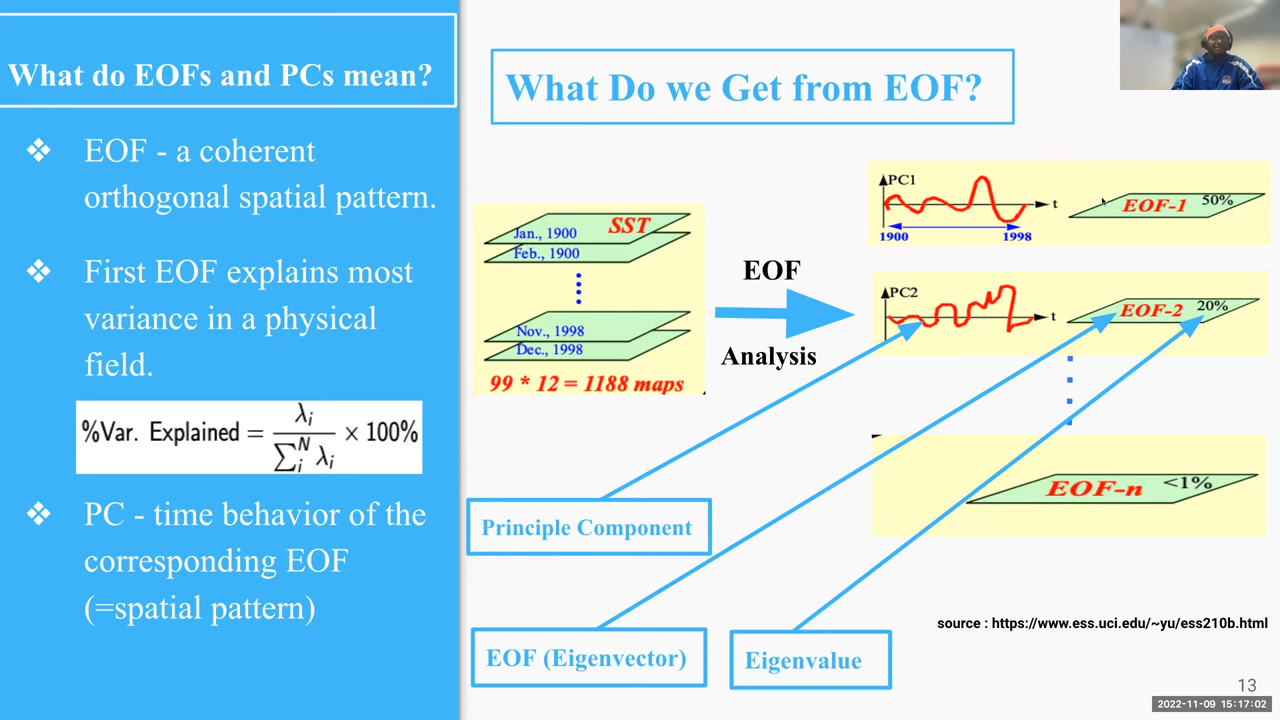 What do EOFs and PCs mean?
❖ EOF - a coherent
orthogonal spatial pattern.
❖ First EOF explains most
variance in a physical
field.
%Var. Explained = λi / ∑i^N λi × 100%
❖ PC - time behavior of the
corresponding EOF
(=spatial pattern)
What Do we Get from EOF?
SST
Jan., 1900
Feb., 1900
Nov., 1998
Dec., 1998
99 * 12 = 1188 maps
EOF
Analysis
PC1
t
1900
1998
EOF-1 50%
PC2
t
EOF-2 20%
EOF-n <1%
Principle Component
EOF (Eigenvector)
Eigenvalue
source : https://www.ess.uci.edu/~yu/ess210b.html
13
2022-11-09 15:17:02